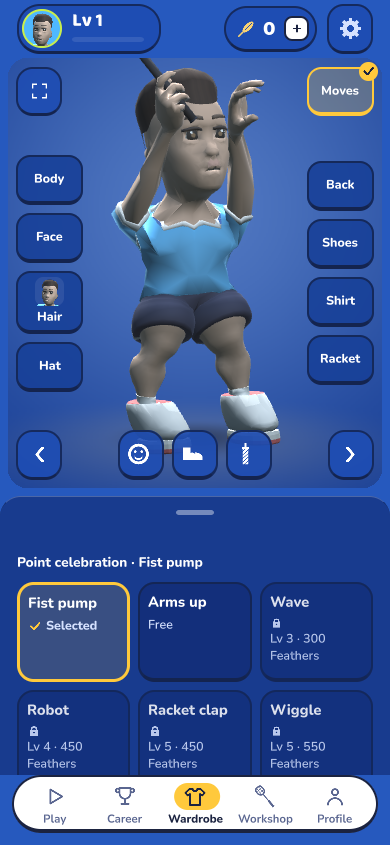 Lv 1
0
+
Moves
Body
Back
Face
Shoes
Hair
Shirt
Hat
Racket
Point celebration · Fist pump
Fist pump
Selected
Arms up
Free
Wave
Lv 3 · 300
Feathers
Robot
Lv 4 · 450
Feathers
Racket clap
Lv 5 · 450
Feathers
Wiggle
Lv 5 · 550
Feathers
Play
Career
Wardrobe
Workshop
Profile